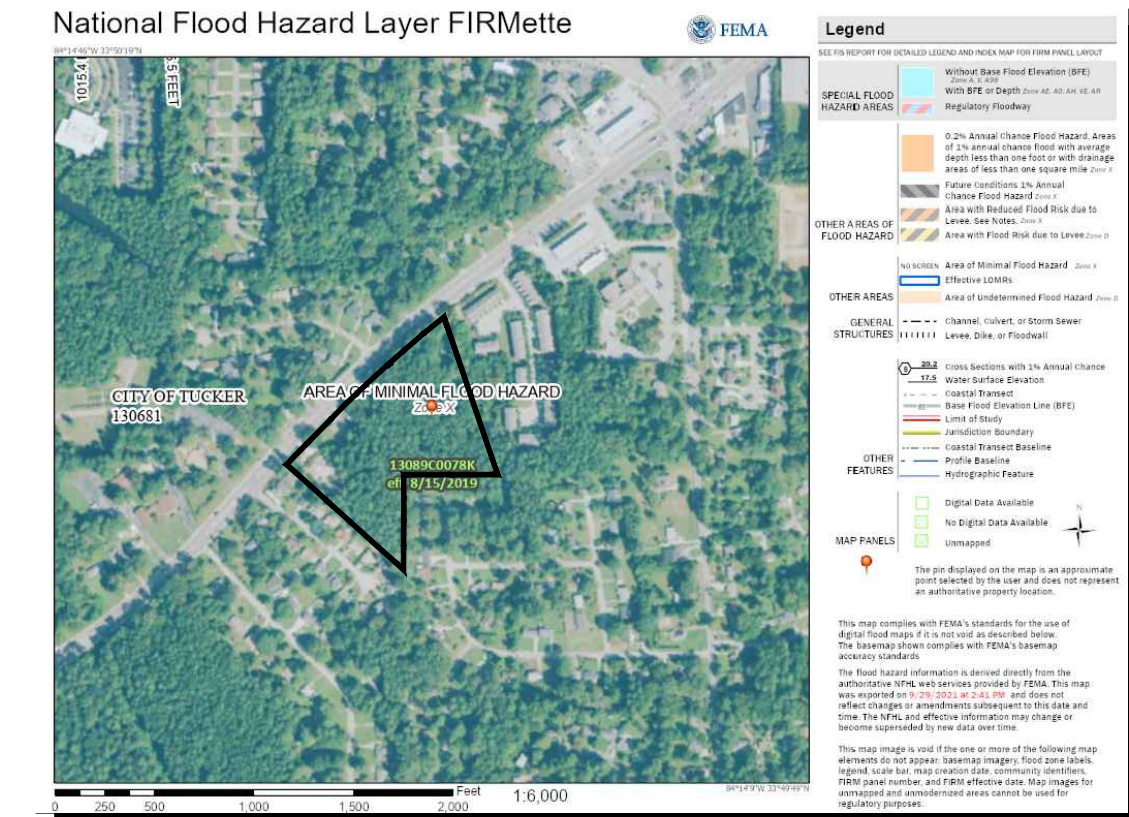 National Flood Hazard Layer FIRMette
FEMA
84°14'46"W 33°50'19"N
1015.4
5 FEET
CITY OF TUCKER
130681
AREA OF MINIMAL FLOOD HAZARD
Zone X
13089C0078K
eff. 8/15/2019
84°14'9"W 33°49'49"N
Feet
1:6,000
0 250 500 1,000 1,500 2,000
Legend
SEE FIS REPORT FOR DETAILED LEGEND AND INDEX MAP FOR FIRM PANEL LAYOUT
SPECIAL FLOOD
HAZARD AREAS
Without Base Flood Elevation (BFE)
Zone A, V, A99
With BFE or Depth Zone AE, AO, AH, VE, AR
Regulatory Floodway
OTHER AREAS OF
FLOOD HAZARD
0.2% Annual Chance Flood Hazard, Areas
of 1% annual chance flood with average
depth less than one foot or with drainage
areas of less than one square mile Zone X
Future Conditions 1% Annual
Chance Flood Hazard Zone X
Area with Reduced Flood Risk due to
Levee. See Notes. Zone X
Area with Flood Risk due to Levee Zone D
OTHER AREAS
NO SCREEN Area of Minimal Flood Hazard Zone X
Effective LOMRs
Area of Undetermined Flood Hazard Zone D
GENERAL
STRUCTURES
Channel, Culvert, or Storm Sewer
Levee, Dike, or Floodwall
OTHER
FEATURES
20.2 Cross Sections with 1% Annual Chance
17.5 Water Surface Elevation
Coastal Transect
Base Flood Elevation Line (BFE)
Limit of Study
Jurisdiction Boundary
Coastal Transect Baseline
Profile Baseline
Hydrographic Feature
MAP PANELS
Digital Data Available
No Digital Data Available
Unmapped
N
The pin displayed on the map is an approximate
point selected by the user and does not represent
an authoritative property location.
This map complies with FEMA's standards for the use of
digital flood maps if it is not void as described below.
The basemap shown complies with FEMA's basemap
accuracy standards
The flood hazard information is derived directly from the
authoritative NFHL web services provided by FEMA. This map
was exported on 9/29/2021 at 2:41 PM and does not
reflect changes or amendments subsequent to this date and
time. The NFHL and effective information may change or
become superseded by new data over time.
This map image is void if the one or more of the following map
elements do not appear: basemap imagery, flood zone labels,
legend, scale bar, map creation date, community identifiers,
FIRM panel number, and FIRM effective date. Map images for
unmapped and unmodernized areas cannot be used for
regulatory purposes.